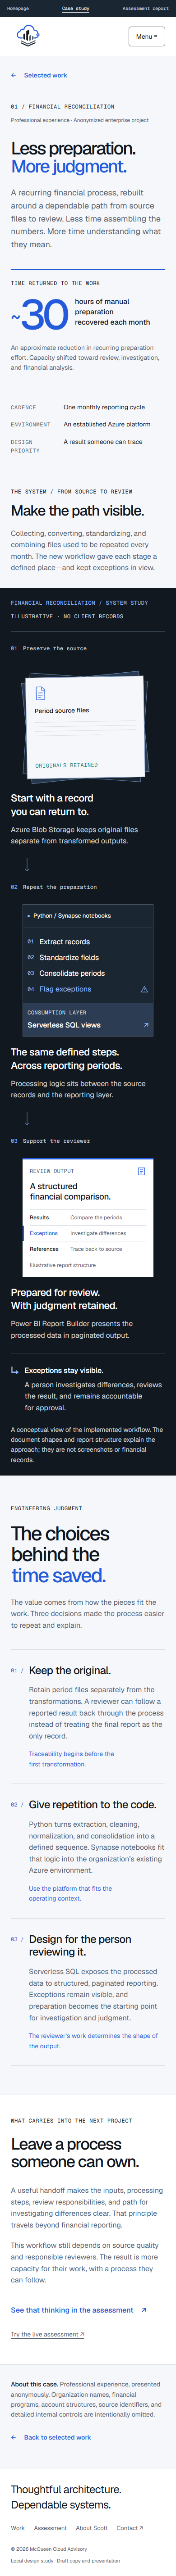 Homepage Case study Assessment report
Menu
← Selected work
01 / FINANCIAL RECONCILIATION
Professional experience · Anonymized enterprise project
Less preparation.
More judgment.
A recurring financial process, rebuilt
around a dependable path from source
files to review. Less time assembling the
numbers. More time understanding what
they mean.
TIME RETURNED TO THE WORK
~30 hours of manual
preparation
recovered each month
An approximate reduction in recurring preparation
effort. Capacity shifted toward review, investigation,
and financial analysis.
CADENCE One monthly reporting cycle
ENVIRONMENT An established Azure platform
DESIGN A result someone can trace
PRIORITY
THE SYSTEM / FROM SOURCE TO REVIEW
Make the path visible.
Collecting, converting, standardizing, and
combining files used to be repeated every
month. The new workflow gave each stage a
defined place—and kept exceptions in view.
FINANCIAL RECONCILIATION / SYSTEM STUDY
ILLUSTRATIVE · NO CLIENT RECORDS
01 Preserve the source
Period source files
ORIGINALS RETAINED
Start with a record
you can return to.
Azure Blob Storage keeps original files
separate from transformed outputs.
02 Repeat the preparation
Python / Synapse notebooks
01 Extract records
02 Standardize fields
03 Consolidate periods
04 Flag exceptions
CONSUMPTION LAYER
Serverless SQL views ↗
The same defined steps.
Across reporting periods.
Processing logic sits between the source
records and the reporting layer.
03 Support the reviewer
REVIEW OUTPUT
A structured
financial comparison.
Results Compare the periods
Exceptions Investigate differences
References Trace back to source
Illustrative report structure
Prepared for review.
With judgment retained.
Power BI Report Builder presents the
processed data in paginated output.
Exceptions stay visible.
A person investigates differences, reviews
the result, and remains accountable
for approval.
A conceptual view of the implemented workflow. The
document shapes and report structure explain the
approach; they are not screenshots or financial
records.
ENGINEERING JUDGMENT
The choices
behind the
time saved.
The value comes from how the pieces fit the
work. Three decisions made the process easier
to repeat and explain.
01 / Keep the original.
Retain period files separately from the
transformations. A reviewer can follow a
reported result back through the process
instead of treating the final report as the
only record.
Traceability begins before the
first transformation.
02 / Give repetition to the code.
Python turns extraction, cleaning,
normalization, and consolidation into a
defined sequence. Synapse notebooks fit
that logic into the organization's existing
Azure environment.
Use the platform that fits the
operating context.
03 / Design for the person
reviewing it.
Serverless SQL exposes the processed
data to structured, paginated reporting.
Exceptions remain visible, and
preparation becomes the starting point
for investigation and judgment.
The reviewer's work determines the shape of
the output.
WHAT CARRIES INTO THE NEXT PROJECT
Leave a process
someone can own.
A useful handoff makes the inputs, processing
steps, review responsibilities, and path for
investigating differences clear. That principle
travels beyond financial reporting.
This workflow still depends on source quality
and responsible reviewers. The result is more
capacity for their work, with a process they
can follow.
See that thinking in the assessment ↗
Try the live assessment ↗
About this case. Professional experience, presented
anonymously. Organization names, financial
programs, account structures, source identifiers, and
detailed internal controls are intentionally omitted.
← Back to selected work
Thoughtful architecture.
Dependable systems.
Work Assessment About Scott Contact ↗
© 2026 McQueen Cloud Advisory
Local design study · Draft copy and presentation